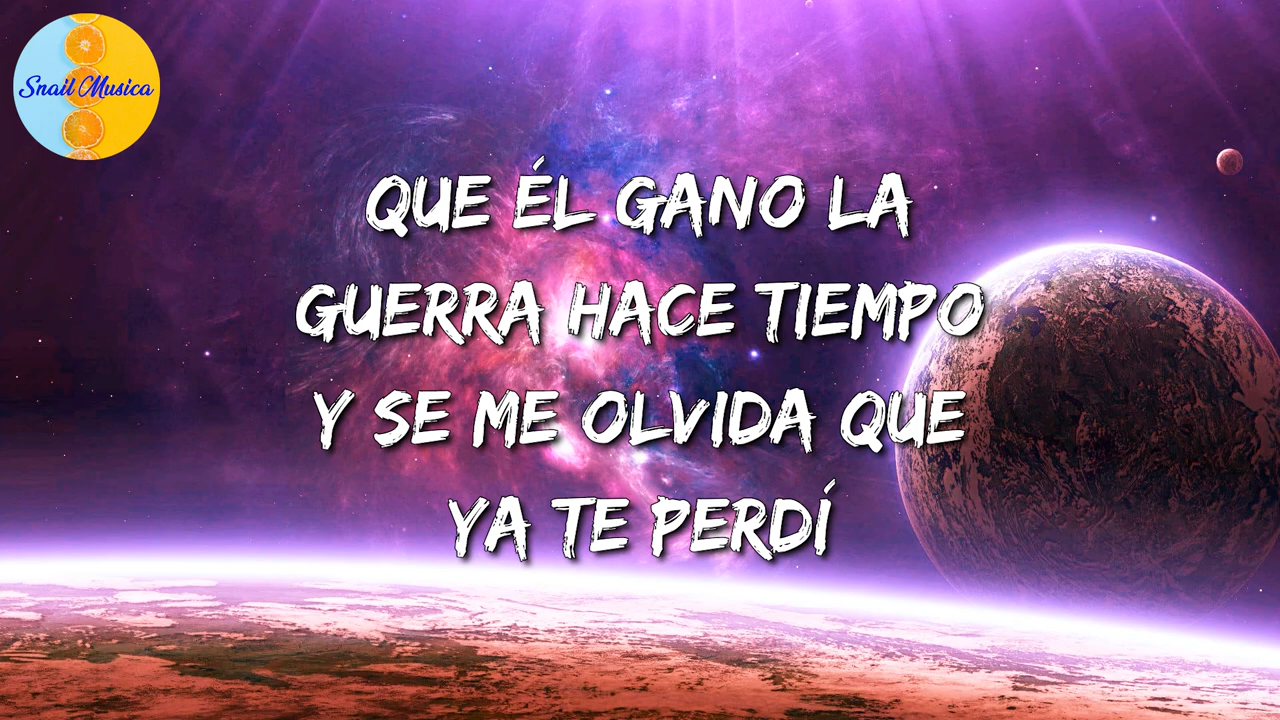 Snail Musica
QUE ÉL GANO LA
GUERRA HACE TIEMPO
Y SE ME OLVIDA QUE
YA TE PERDÍ